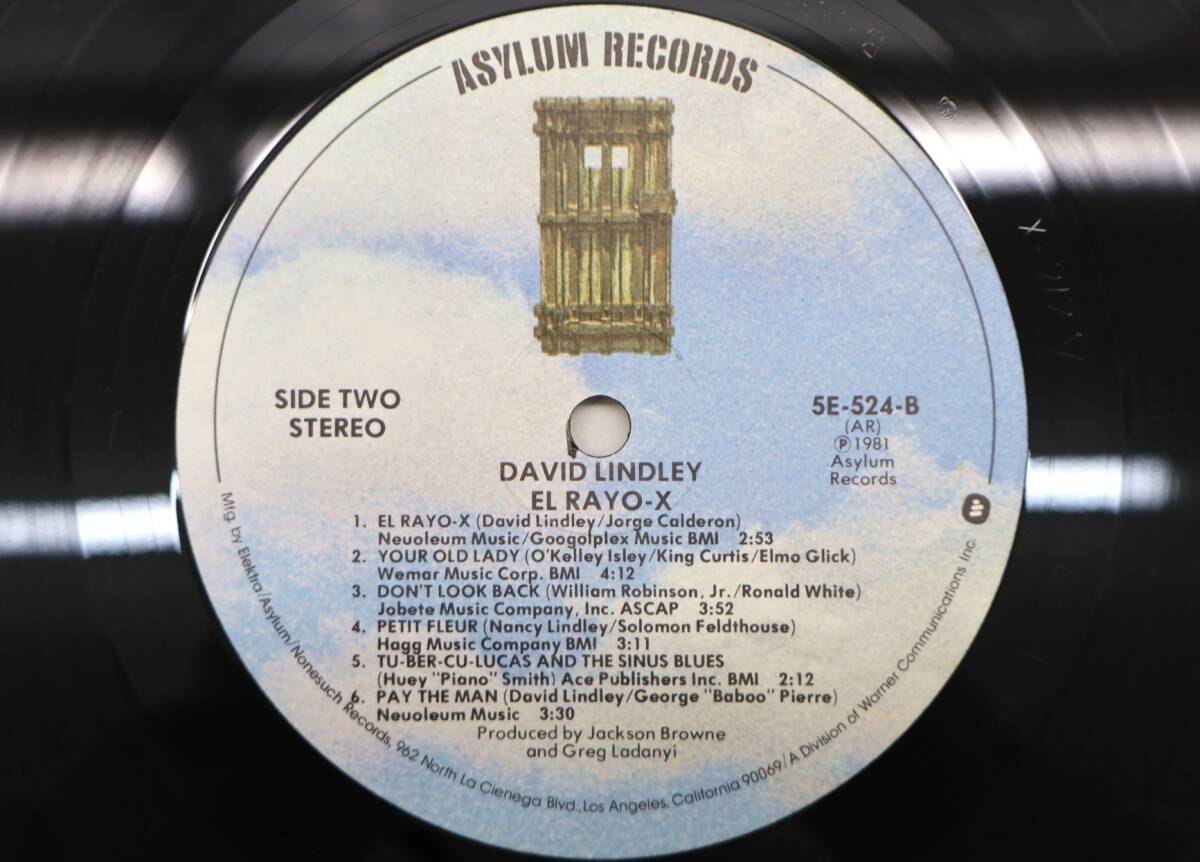 ASYLUM RECORDS
SIDE TWO
STEREO
5E-524-B
(AR)
Ⓟ 1981
Asylum
Records
DAVID LINDLEY
EL RAYO-X
1. EL RAYO-X (David Lindley/Jorge Calderon)
Neuoleum Music/Googolplex Music BMI 2:53
2. YOUR OLD LADY (O'Kelley Isley/King Curtis/Elmo Glick)
Wemar Music Corp. BMI 4:12
3. DON'T LOOK BACK (William Robinson, Jr./Ronald White)
Jobete Music Company, Inc. ASCAP 3:52
4. PETIT FLEUR (Nancy Lindley/Solomon Feldthouse)
Hagg Music Company BMI 3:11
5. TU-BER-CU-LUCAS AND THE SINUS BLUES
(Huey "Piano" Smith) Ace Publishers Inc. BMI 2:12
6. PAY THE MAN (David Lindley/George "Baboo" Pierre)
Neuoleum Music 3:30
Produced by Jackson Browne
and Greg Ladanyi
Mfg. by Elektra/Asylum/Nonesuch Records, 962 North La Cienega Blvd., Los Angeles, California 90069/A Division of Warner Communications Inc.